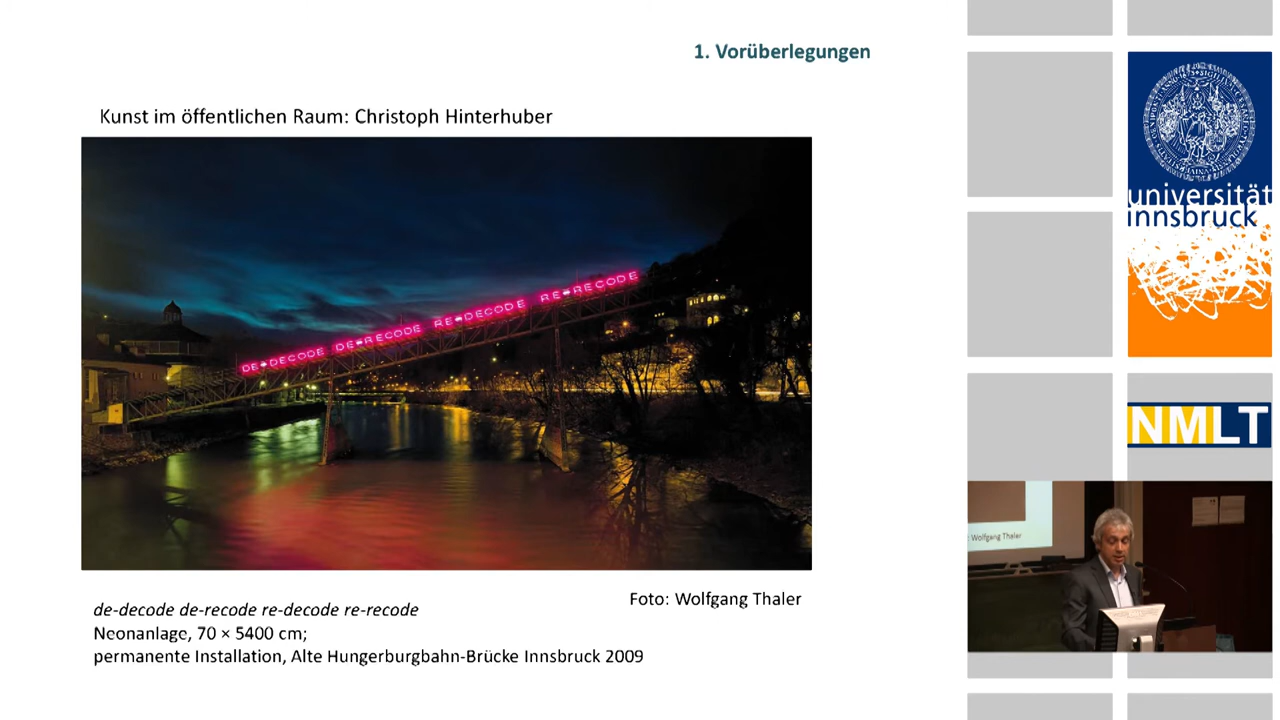 1. Vorüberlegungen
Kunst im öffentlichen Raum: Christoph Hinterhuber
DE-DECODE DE-RECODE RE-DECODE RE-RECODE
Foto: Wolfgang Thaler
de-decode de-recode re-decode re-recode
Neonanlage, 70 × 5400 cm;
permanente Installation, Alte Hungerburgbahn-Brücke Innsbruck 2009
universität
innsbruck
NMLT
: Wolfgang Thaler